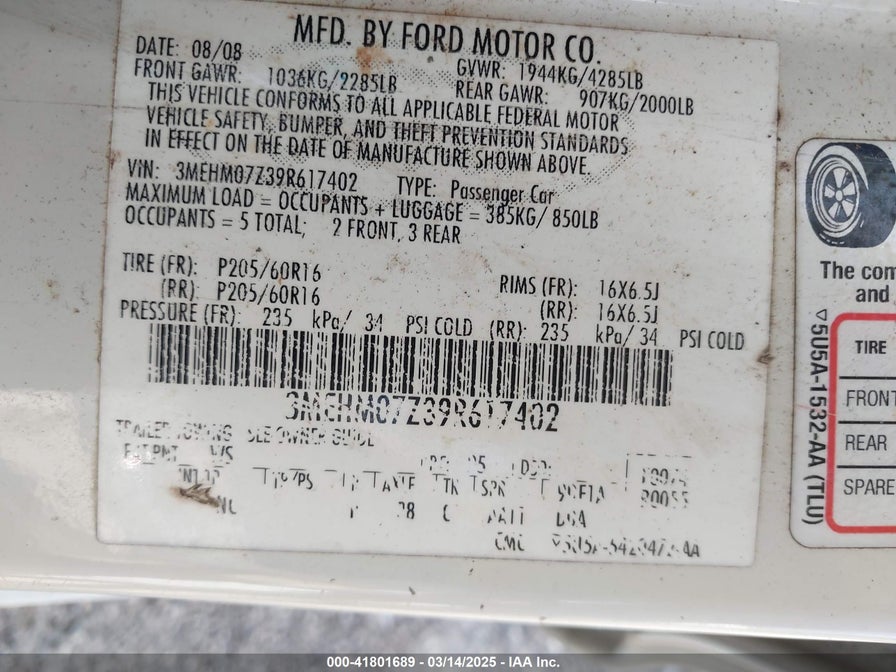 MFD. BY FORD MOTOR CO.
DATE: 08/08 GVWR: 1944KG/4285LB
FRONT GAWR: 1036KG/2285LB REAR GAWR: 907KG/2000LB
THIS VEHICLE CONFORMS TO ALL APPLICABLE FEDERAL MOTOR
VEHICLE SAFETY, BUMPER, AND THEFT PREVENTION STANDARDS
IN EFFECT ON THE DATE OF MANUFACTURE SHOWN ABOVE.
VIN: 3MEHM07Z39R617402 TYPE: Passenger Car
MAXIMUM LOAD = OCCUPANTS + LUGGAGE = 385KG/ 850LB
OCCUPANTS = 5 TOTAL; 2 FRONT, 3 REAR
TIRE (FR): P205/60R16 RIMS (FR): 16X6.5J
(RR): P205/60R16 (RR): 16X6.5J
PRESSURE (FR): 235 kPa/ 34 PSI COLD (RR): 235 kPa/ 34 PSI COLD
3MEHM07Z39R617402
TRAILER TOWING SEE OWNER GUIDE
The com
and
▽5U5A-1532-AA (TLU)
TIRE
FRONT
REAR
SPARE
000-41801689 - 03/14/2025 - IAA Inc.